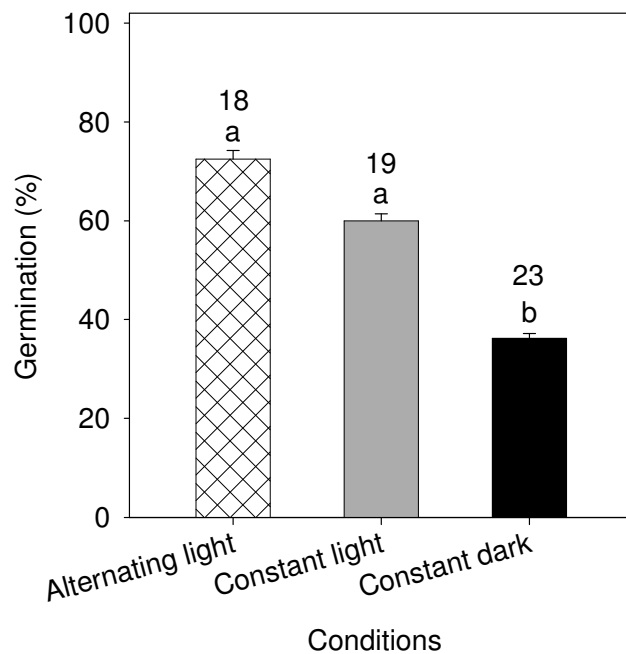 Germination (%)
100
80
60
40
20
0
18
a
19
a
23
b
Alternating light
Constant light
Constant dark
Conditions